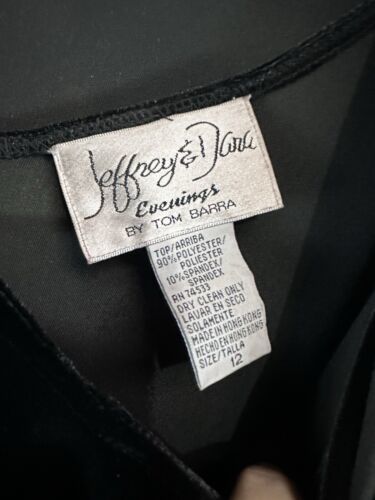 Jeffrey & Dara
Evenings
BY TOM BARRA
TOP/ARRIBA
90% POLYESTER/
POLIESTER
10% SPANDEX/
SPANDEX
RN 74533
DRY CLEAN ONLY
LAVAR EN SECO
SOLAMENTE
MADE IN HONG KONG
HECHO EN HONG KONG
SIZE/TALLA
12